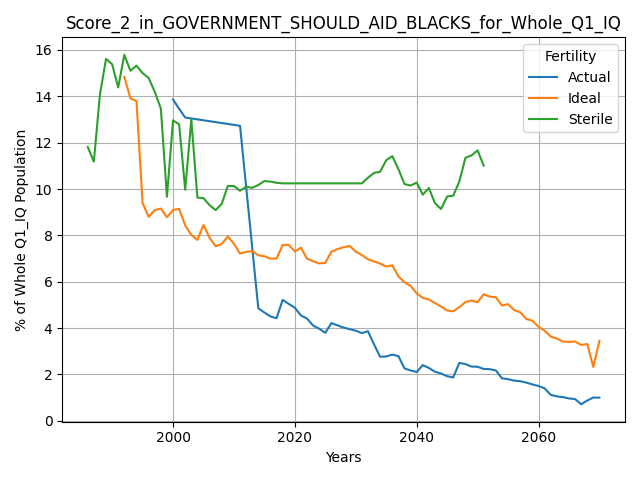 Score_2_in_GOVERNMENT_SHOULD_AID_BLACKS_for_Whole_Q1_IQ
Fertility
Actual
Ideal
Sterile
% of Whole Q1_IQ Population
16
14
12
10
8
6
4
2
0
2000 2020 2040 2060
Years